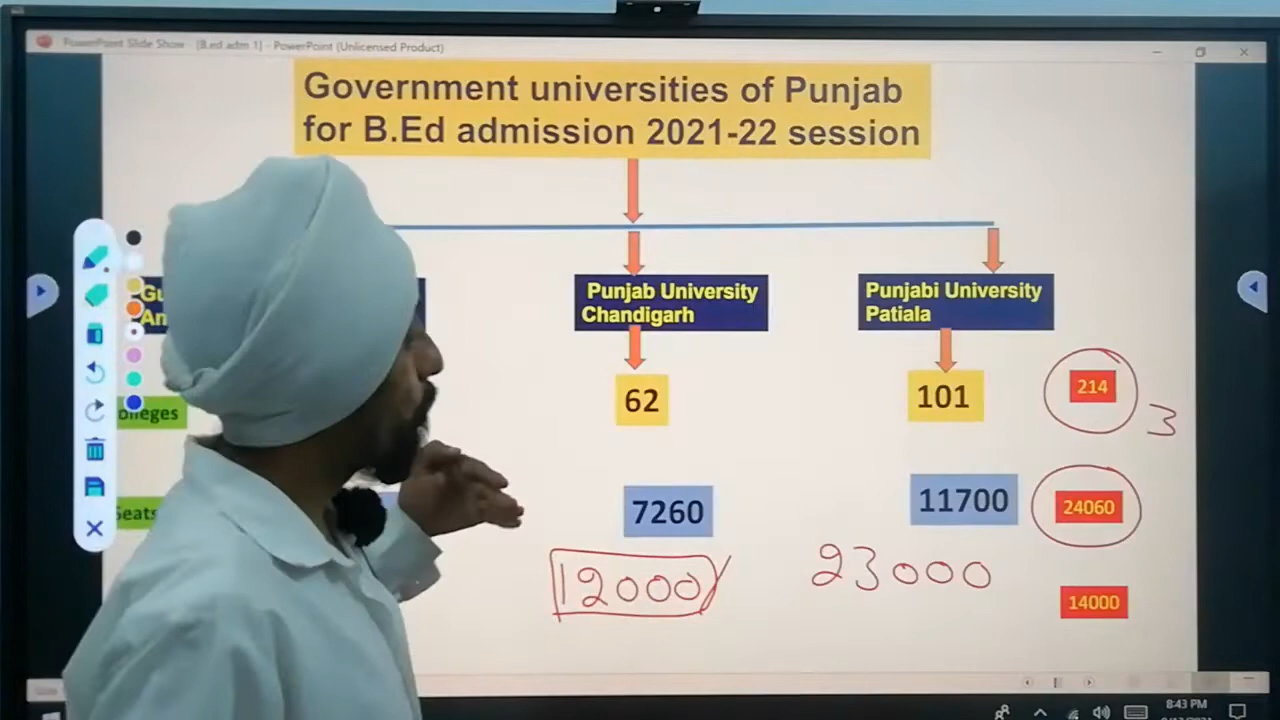 PowerPoint Slide Show - [B.ed adm 1] - PowerPoint (Unlicensed Product)
Government universities of Punjab
for B.Ed admission 2021-22 session
Punjab University
Chandigarh
Punjabi University
Patiala
62
101
214
3
7260
11700
24060
Seats
12000
23000
14000
8:43 PM